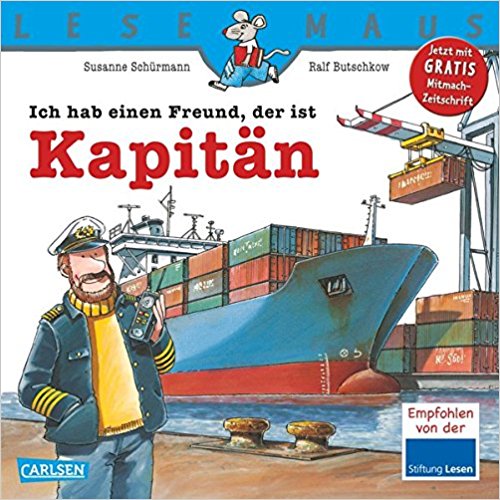 LESEMAUS
Susanne Schürmann Ralf Butschkow
Jetzt mit
GRATIS
Mitmach-
Zeitschrift
Ich hab einen Freund, der ist
Kapitän
Empfohlen
von der
Stiftung Lesen
CARLSEN